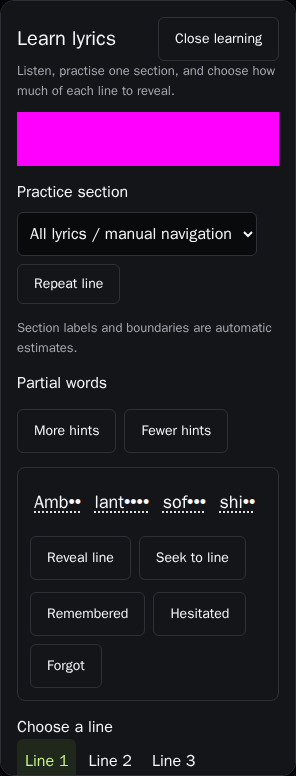 Learn lyrics
Close learning
Listen, practise one section, and choose how
much of each line to reveal.
Practice section
All lyrics / manual navigation
Repeat line
Section labels and boundaries are automatic
estimates.
Partial words
More hints
Fewer hints
Amb•• lant•••• sof••• shi••
Reveal line
Seek to line
Remembered
Hesitated
Forgot
Choose a line
Line 1 Line 2 Line 3